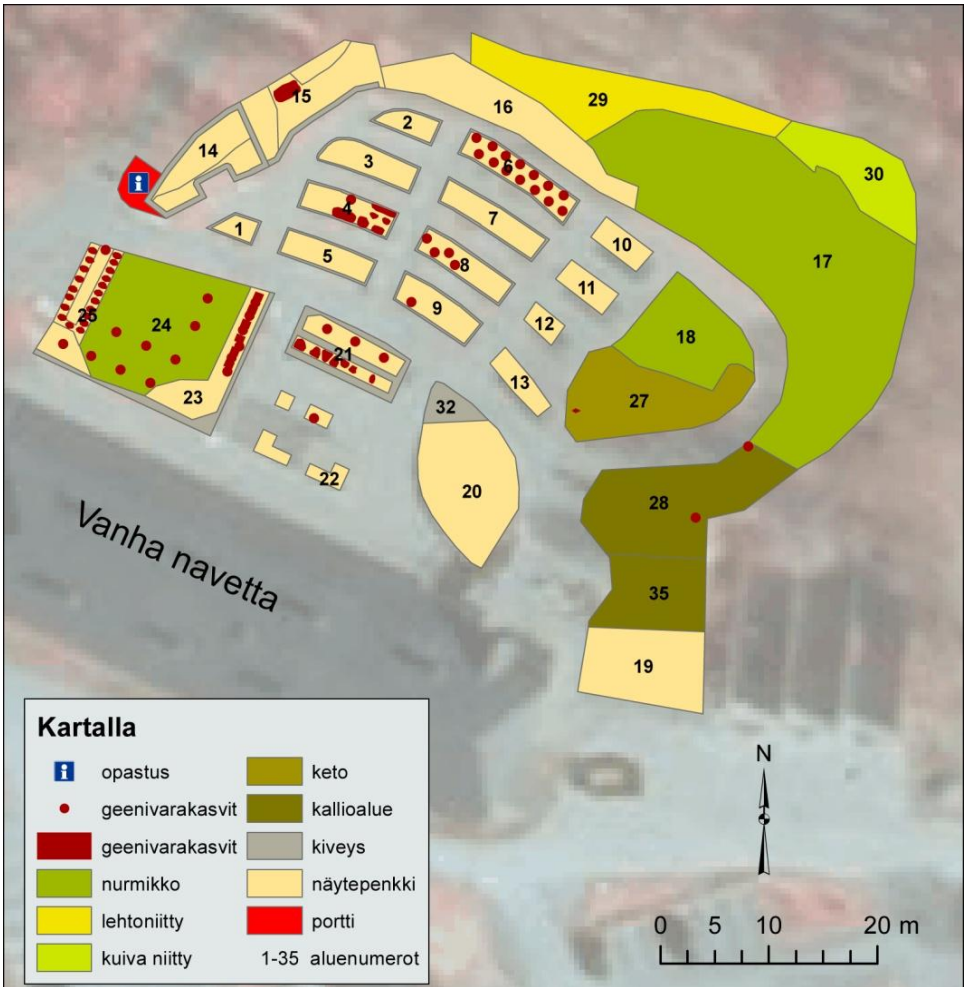 29
15
16
2
14
30
3
6
i
4
7
17
1
10
5
8
11
9
12
24
25
18
21
13
23
27
32
22
20
28
Vanha navetta
35
19
Kartalla
i opastus
geenivarakasvit
geenivarakasvit
nurmikko
lehtoniitty
kuiva niitty
keto
kallioalue
kiveys
näytepenkki
portti
1-35 aluenumerot
N
0 5 10 20 m